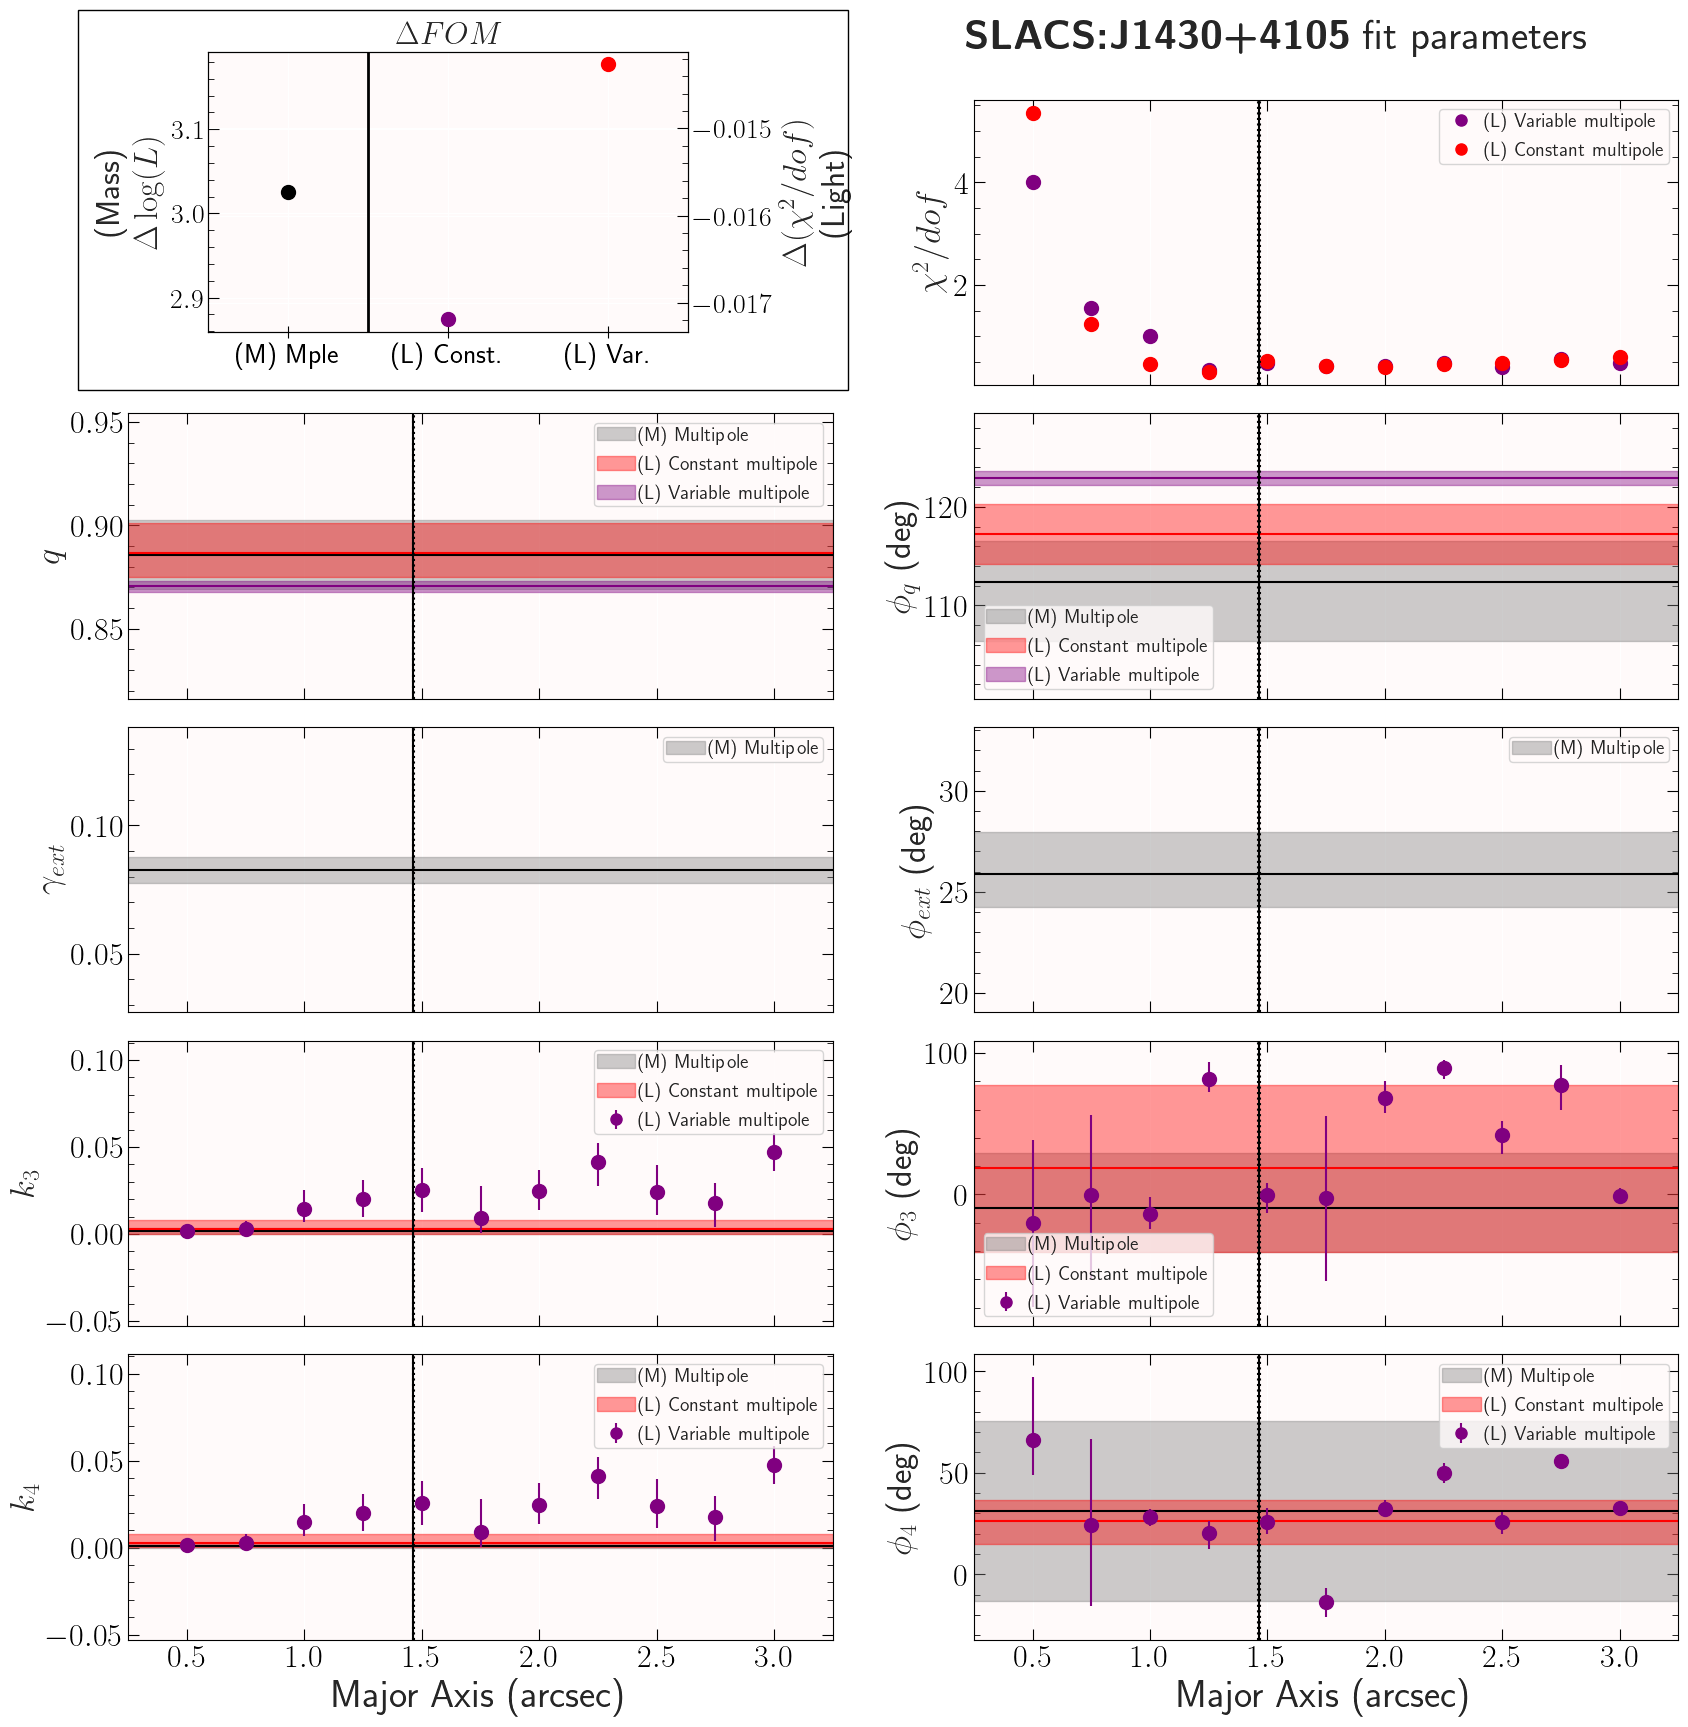 ΔFOM
SLACS:J1430+4105 fit parameters
(Mass)
Δ log(L)
3.1
3.0
2.9
−0.015
−0.016
−0.017
Δ(χ²/dof)
(Light)
(M) Mple
(L) Const.
(L) Var.
χ²/dof
4
2
(L) Variable multipole
(L) Constant multipole
q
0.95
0.90
0.85
(M) Multipole
(L) Constant multipole
(L) Variable multipole
ϕ_q (deg)
120
110
(M) Multipole
(L) Constant multipole
(L) Variable multipole
γ_ext
0.10
0.05
(M) Multipole
ϕ_ext (deg)
30
25
20
(M) Multipole
k₃
0.10
0.05
0.00
−0.05
(M) Multipole
(L) Constant multipole
(L) Variable multipole
ϕ₃ (deg)
100
0
(M) Multipole
(L) Constant multipole
(L) Variable multipole
k₄
0.10
0.05
0.00
−0.05
(M) Multipole
(L) Constant multipole
(L) Variable multipole
0.5 1.0 1.5 2.0 2.5 3.0
Major Axis (arcsec)
ϕ₄ (deg)
100
50
0
(M) Multipole
(L) Constant multipole
(L) Variable multipole
0.5 1.0 1.5 2.0 2.5 3.0
Major Axis (arcsec)